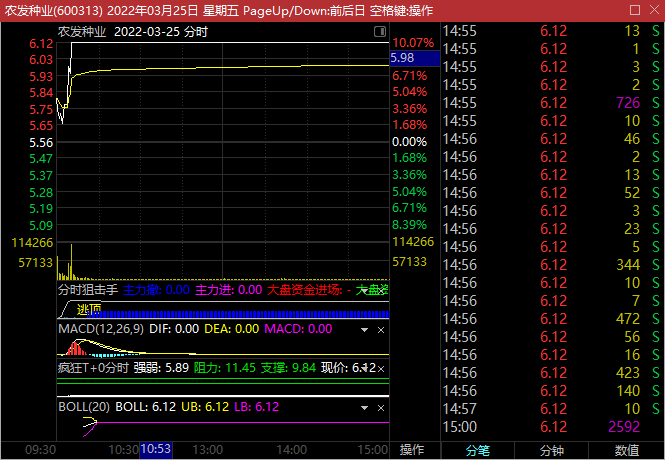 农发种业(600313) 2022年03月25日 星期五 PageUp/Down:前后日 空格键:操作
农发种业 2022-03-25 分时
6.12 10.07%
6.03 5.98
5.93 6.71%
5.84 5.04%
5.75 3.36%
5.65 1.68%
5.56 0.00%
5.47 1.68%
5.37 3.36%
5.28 5.04%
5.19 6.71%
5.09 8.39%
114266 114266
57133 57133
分时狙击手 主力撤: 0.00 主力进: 0.00 大盘资金进场: - 大盘资
逃顶
MACD(12,26,9) DIF: 0.00 DEA: 0.00 MACD: 0.00
疯狂T+0分时 强弱: 5.89 阻力: 11.45 支撑: 9.84 现价: 6.12
BOLL(20) BOLL: 6.12 UB: 6.12 LB: 6.12
09:30 10:30 10:53 13:00 14:00 15:00 操作
14:55 6.12 13 S
14:55 6.12 1 S
14:55 6.12 3 S
14:55 6.12 2 S
14:55 6.12 726 S
14:55 6.12 10 S
14:56 6.12 46 S
14:56 6.12 2 S
14:56 6.12 13 S
14:56 6.12 52 S
14:56 6.12 3 S
14:56 6.12 23 S
14:56 6.12 5 S
14:56 6.12 344 S
14:56 6.12 10 S
14:56 6.12 7 S
14:56 6.12 472 S
14:56 6.12 56 S
14:56 6.12 16 S
14:56 6.12 423 S
14:56 6.12 140 S
14:57 6.12 10 S
15:00 6.12 2592
分笔 分钟 数值